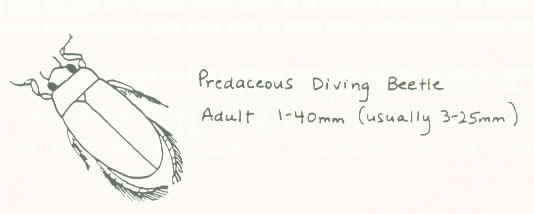 Predaceous Diving Beetle
Adult 1-40mm (usually 3-25mm)